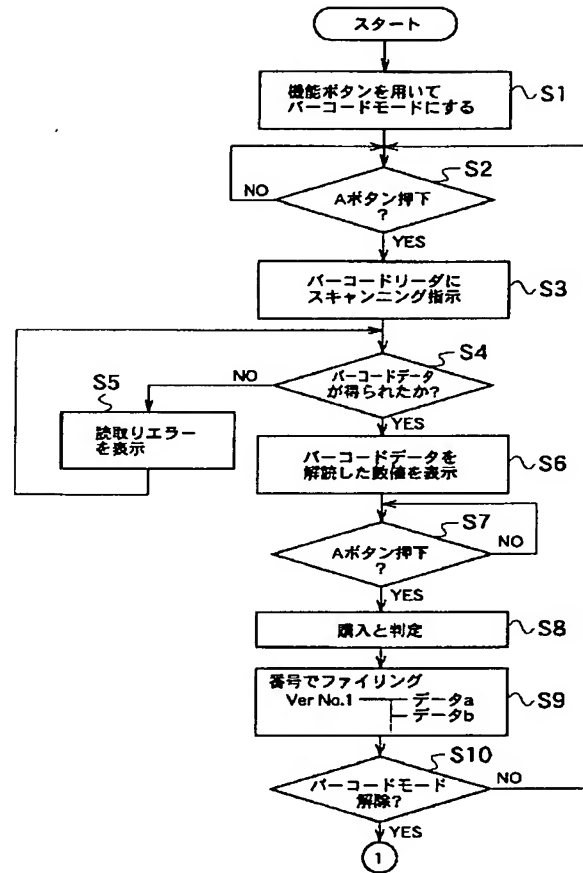 スタート
機能ボタンを用いて
バーコードモードにする
S1
S2
Aボタン押下
?
NO
YES
バーコードリーダに
スキャンニング指示
S3
S4
バーコードデータ
が得られたか?
NO
YES
S5
読取りエラー
を表示
バーコードデータを
解読した数値を表示
S6
S7
Aボタン押下
?
NO
YES
購入と判定
S8
番号でファイリング
Ver No.1 データa
データb
S9
S10
バーコードモード
解除?
NO
YES
1